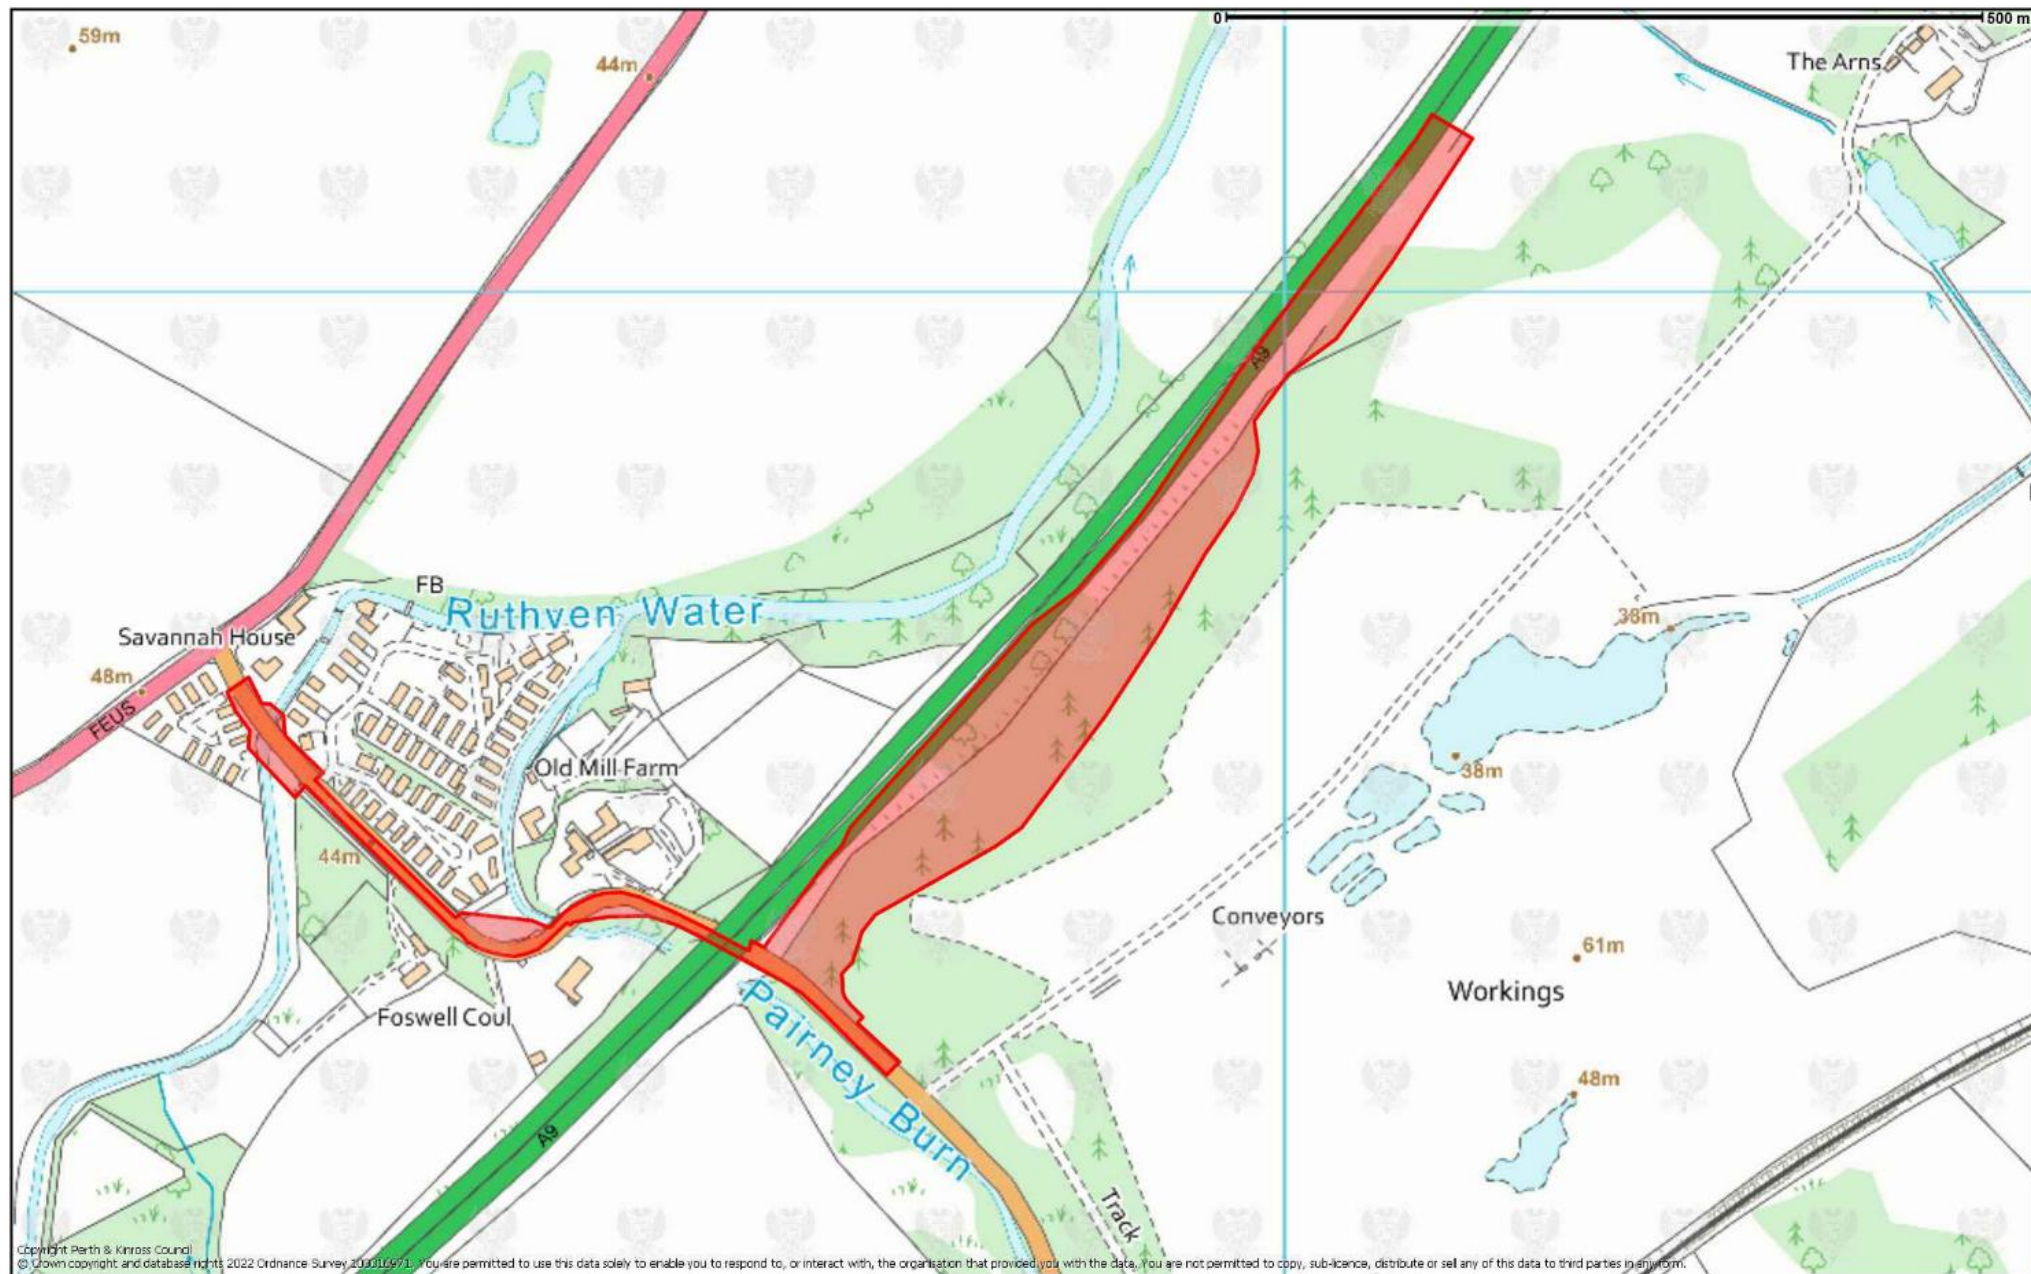 0
500 m
59m
44m
The Arns
A9
FB
Ruthven Water
Savannah House
38m
48m
FEUS
Old Mill Farm
38m
44m
Conveyors
61m
Workings
Foswell Coul
Pairney Burn
48m
A9
Track
Copyright Perth & Kinross Council
© Crown copyright and database rights 2022 Ordnance Survey 100016971. You are permitted to use this data solely to enable you to respond to, or interact with, the organisation that provided you with the data. You are not permitted to copy, sub-licence, distribute or sell any of this data to third parties in any form.